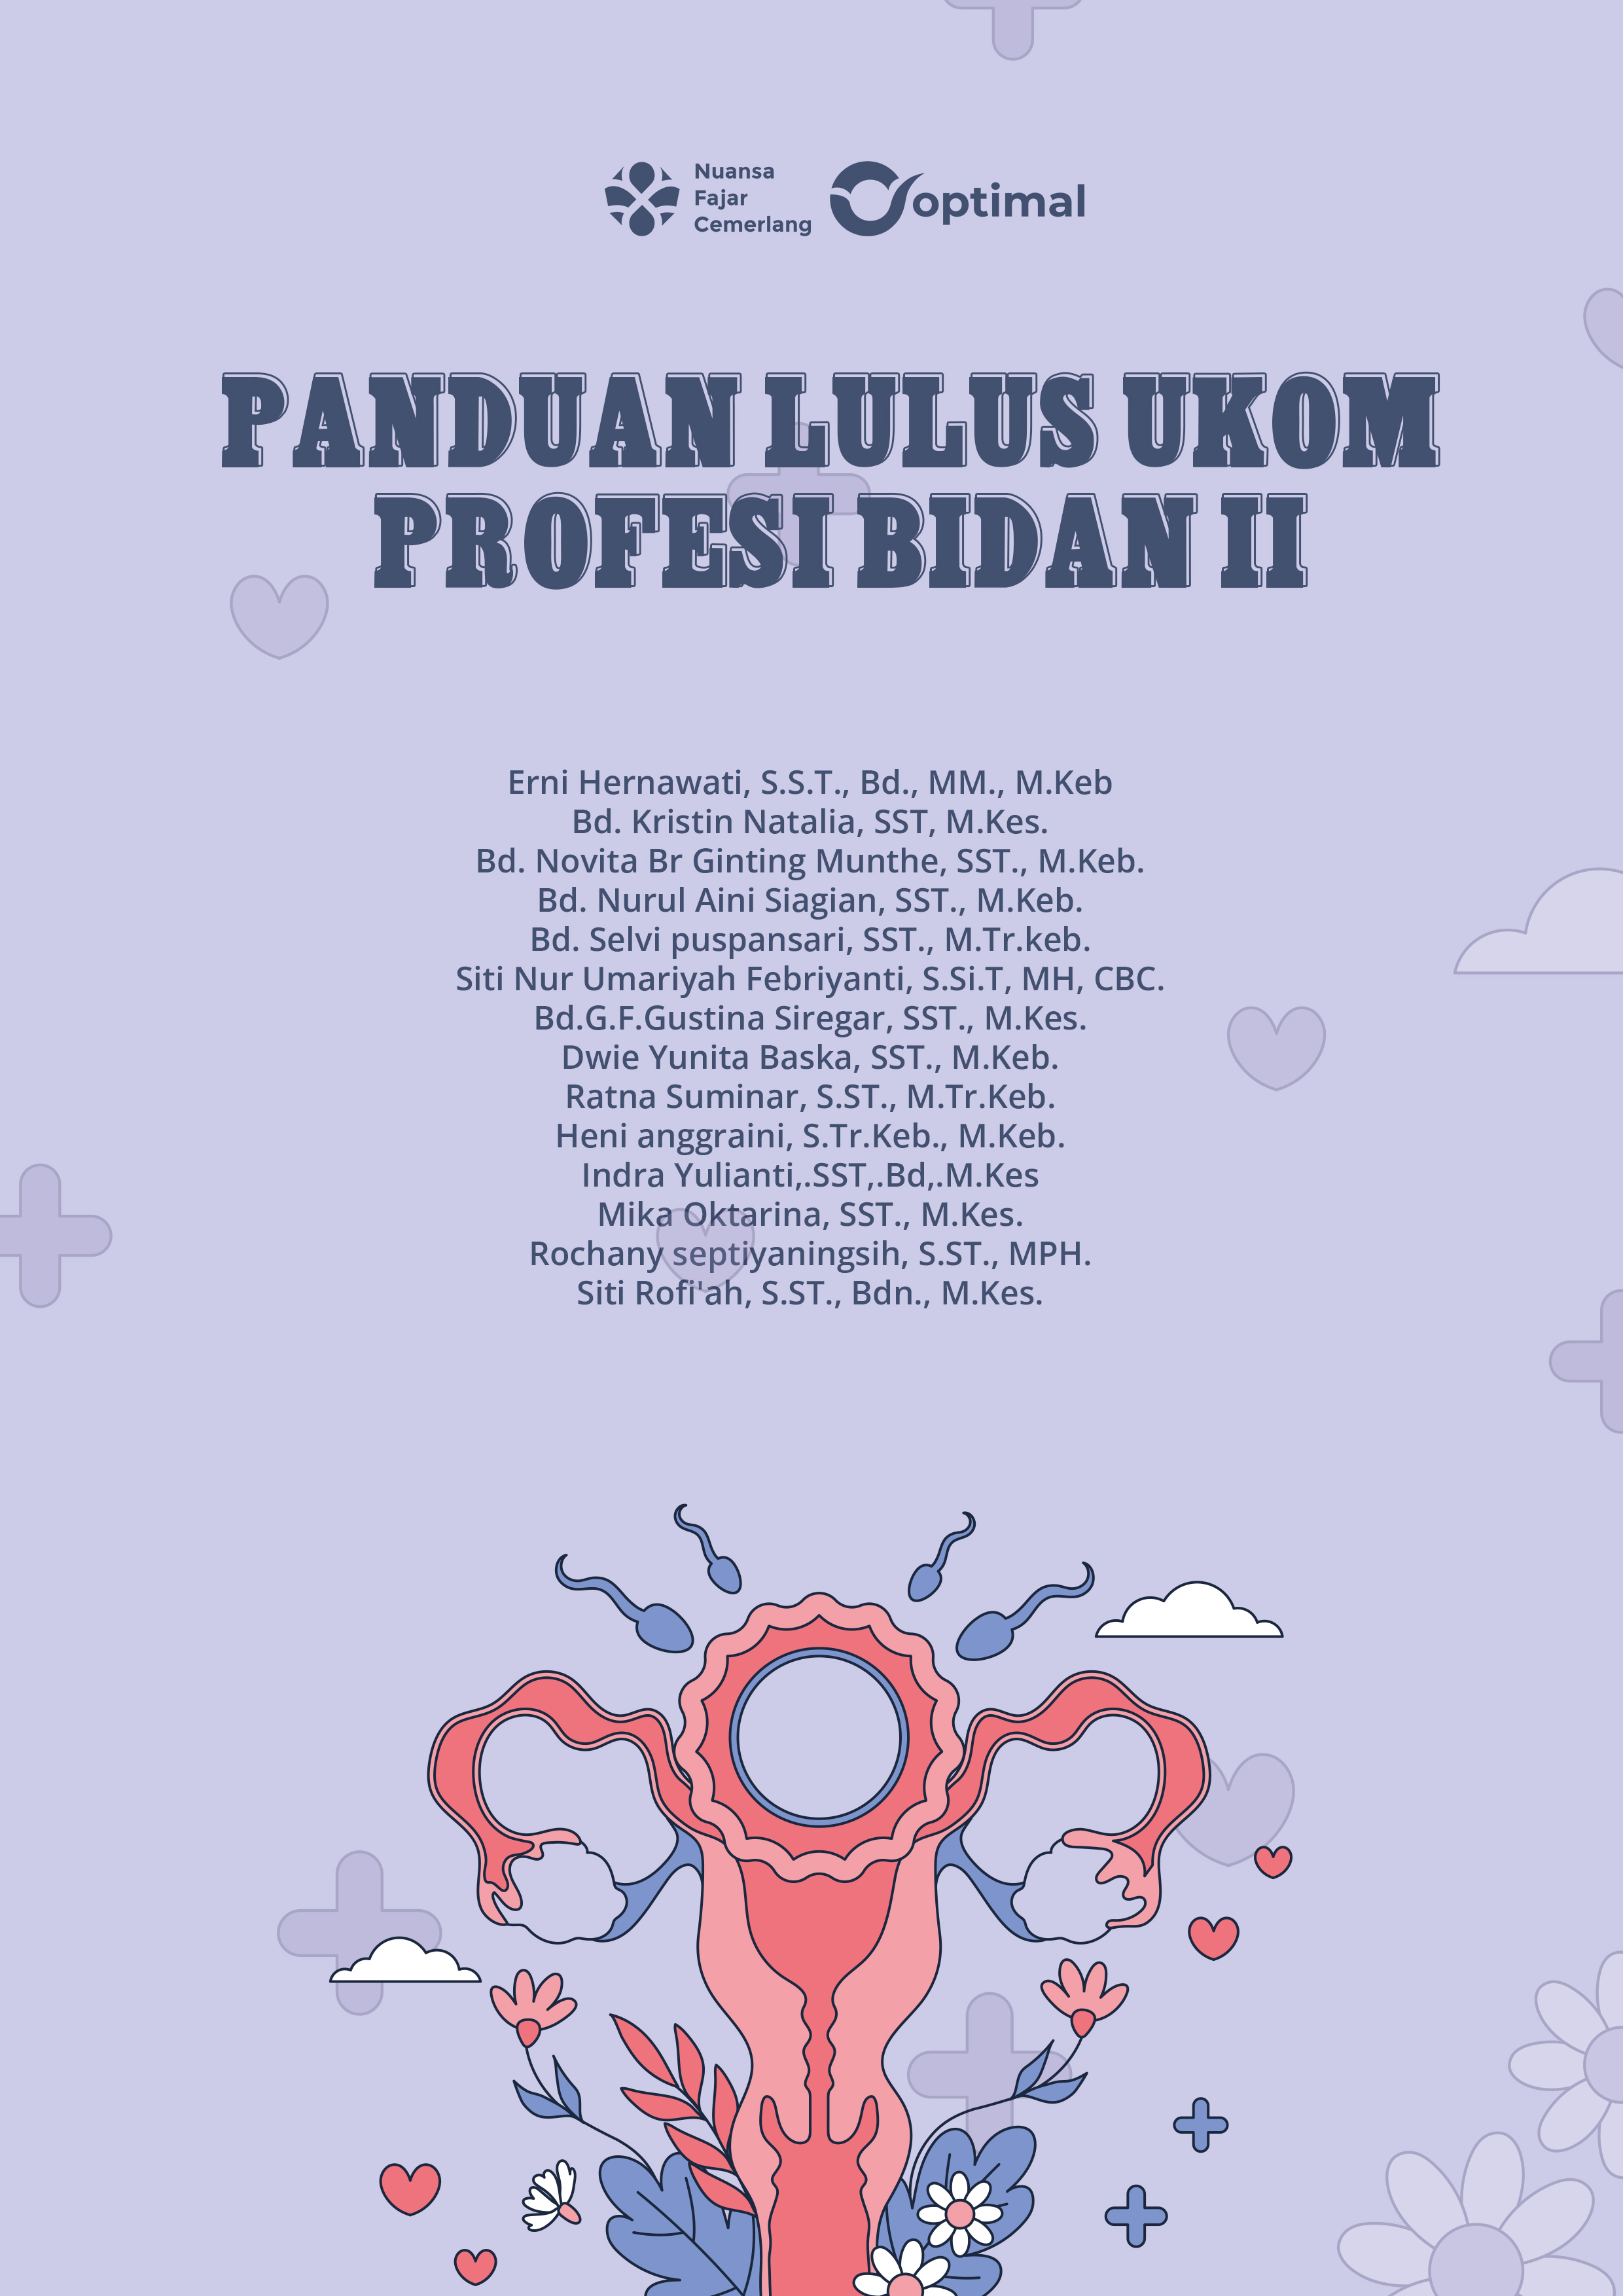 Nuansa
Fajar
Cemerlang
optimal
PANDUAN LULUS UKOM
PROFESI BIDAN II
Erni Hernawati, S.S.T., Bd., MM., M.Keb
Bd. Kristin Natalia, SST, M.Kes.
Bd. Novita Br Ginting Munthe, SST., M.Keb.
Bd. Nurul Aini Siagian, SST., M.Keb.
Bd. Selvi puspansari, SST., M.Tr.keb.
Siti Nur Umariyah Febriyanti, S.Si.T, MH, CBC.
Bd.G.F.Gustina Siregar, SST., M.Kes.
Dwie Yunita Baska, SST., M.Keb.
Ratna Suminar, S.ST., M.Tr.Keb.
Heni anggraini, S.Tr.Keb., M.Keb.
Indra Yulianti,.SST,.Bd,.M.Kes
Mika Oktarina, SST., M.Kes.
Rochany septiyaningsih, S.ST., MPH.
Siti Rofi'ah, S.ST., Bdn., M.Kes.